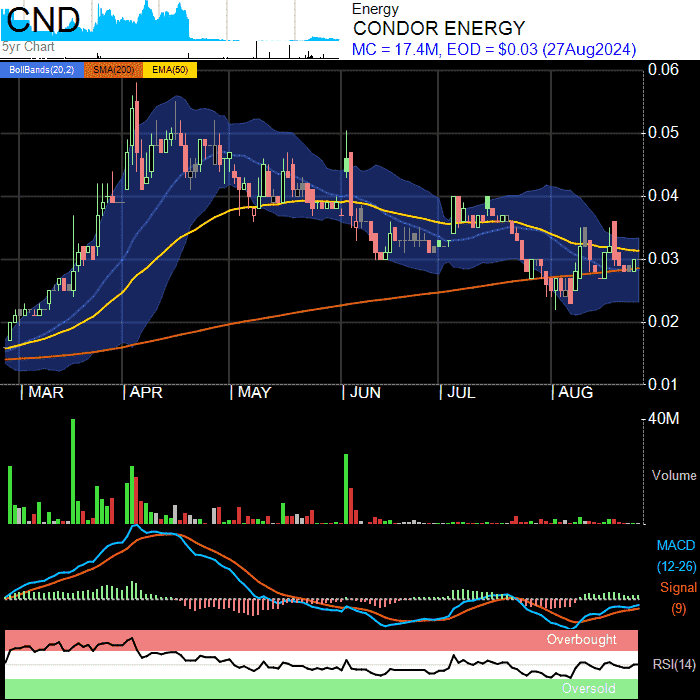 CND
5yr Chart
Energy
CONDOR ENERGY
MC = 17.4M, EOD = $0.03 (27Aug2024)
BollBands(20,2) SMA(200) EMA(50)
0.06
0.05
0.04
0.03
0.02
0.01
MAR APR MAY JUN JUL AUG
40M
Volume
MACD
(12-26)
Signal
(9)
Overbought
RSI(14)
Oversold